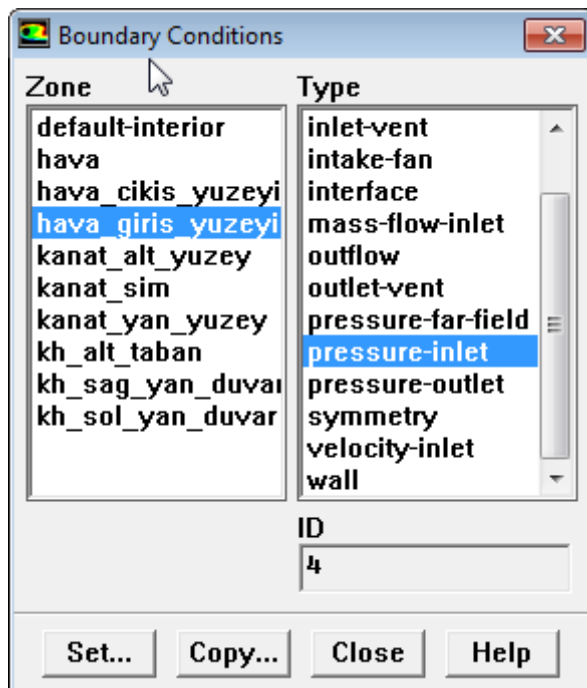 Boundary Conditions
Zone
default-interior
hava
hava_cikis_yuzeyi
hava_giris_yuzeyi
kanat_alt_yuzey
kanat_sim
kanat_yan_yuzey
kh_alt_taban
kh_sag_yan_duvar
kh_sol_yan_duvar
Type
inlet-vent
intake-fan
interface
mass-flow-inlet
outflow
outlet-vent
pressure-far-field
pressure-inlet
pressure-outlet
symmetry
velocity-inlet
wall
ID
4
Set...
Copy...
Close
Help